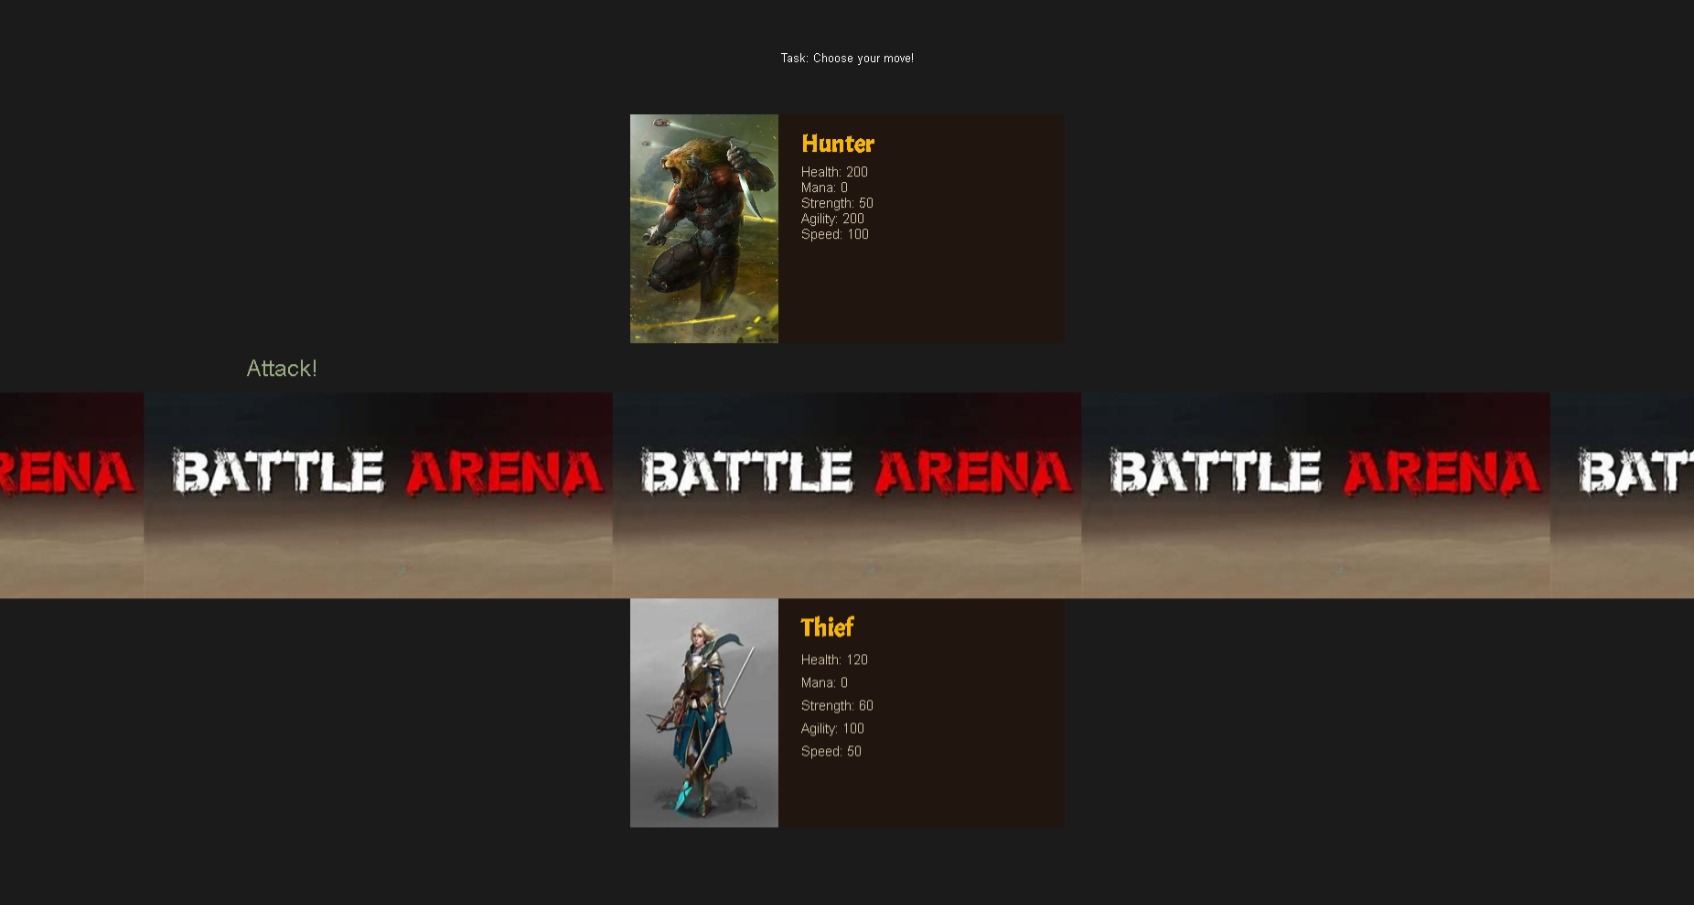 Task: Choose your move!
Hunter
Health: 200
Mana: 0
Strength: 50
Agility: 200
Speed: 100
Attack!
RENA BATTLE ARENA BATTLE ARENA BATTLE ARENA BAT
Thief
Health: 120
Mana: 0
Strength: 60
Agility: 100
Speed: 50